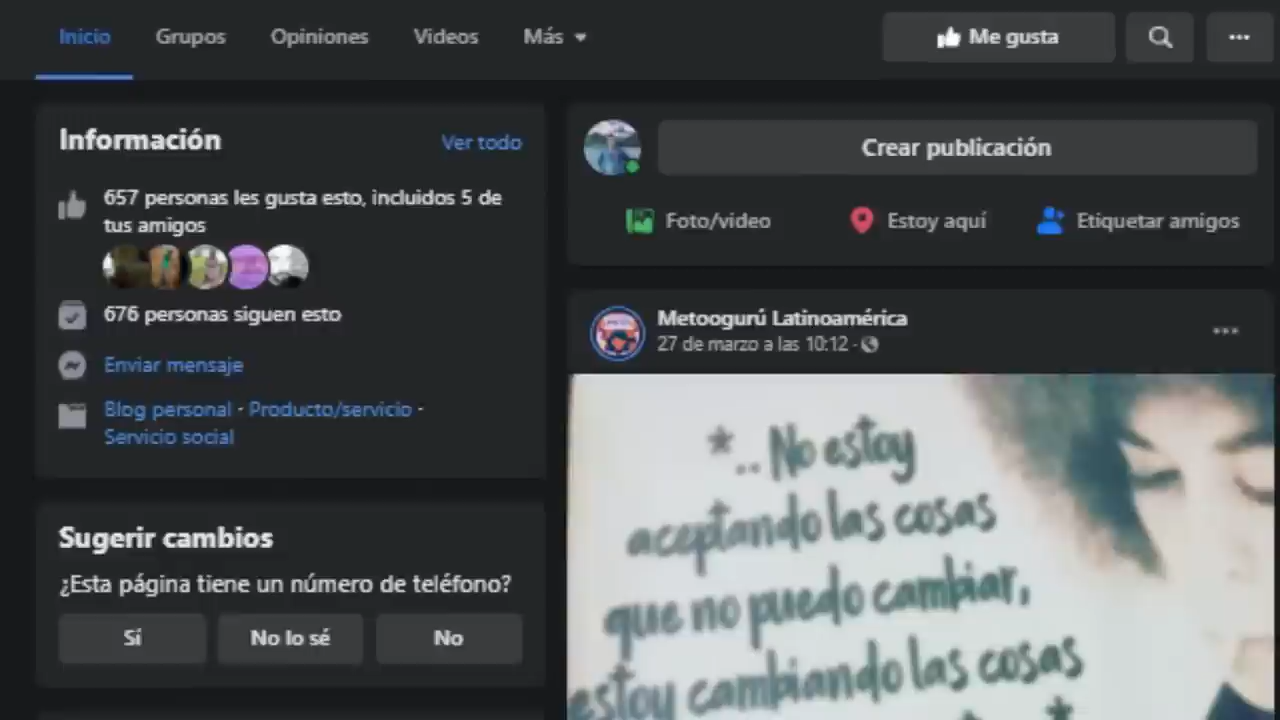 Inicio Grupos Opiniones Videos Más Me gusta
Información Ver todo
657 personas les gusta esto, incluidos 5 de
tus amigos
676 personas siguen esto
Enviar mensaje
Blog personal · Producto/servicio ·
Servicio social
Sugerir cambios
¿Esta página tiene un número de teléfono?
Sí No lo sé No
Crear publicación
Foto/video Estoy aquí Etiquetar amigos
Metoogurú Latinoamérica
27 de marzo a las 10:12 ·
*.. No estoy
aceptando las cosas
que no puedo cambiar,
estoy cambiando las cosas